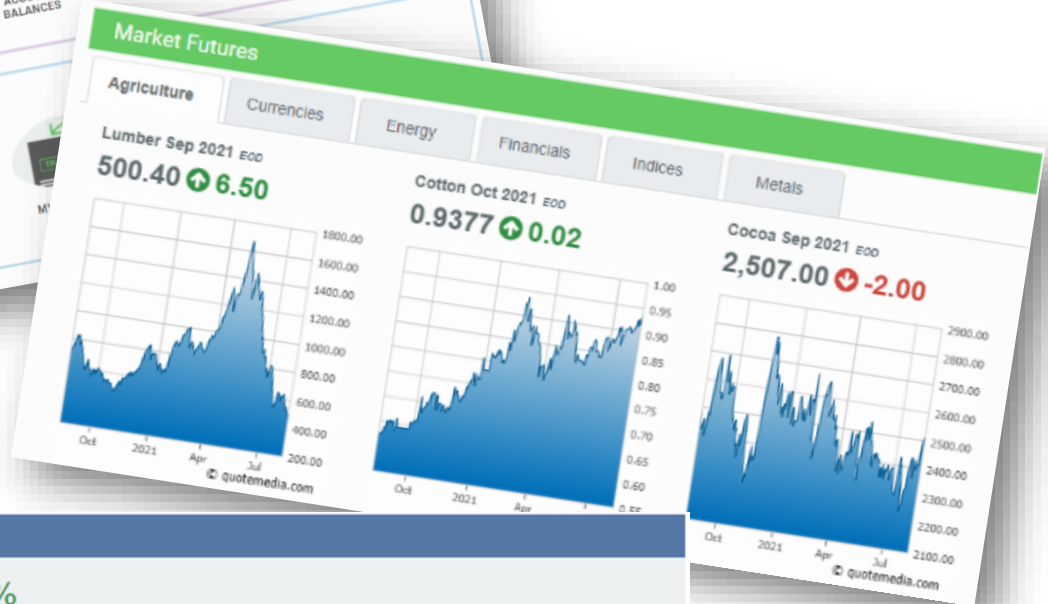 BALANCES
Market Futures
Agriculture
Currencies
Energy
Financials
Indices
Metals
Lumber Sep 2021 EOD
500.40 6.50
1800.00
1600.00
1400.00
1200.00
1000.00
800.00
600.00
400.00
200.00
Oct 2021 Apr Jul
© quotemedia.com
Cotton Oct 2021 EOD
0.9377 0.02
1.00
0.95
0.90
0.85
0.80
0.75
0.70
0.65
0.60
0.55
Oct 2021 Apr
Cocoa Sep 2021 EOD
2,507.00 -2.00
2900.00
2800.00
2700.00
2600.00
2500.00
2400.00
2300.00
2200.00
2100.00
Oct 2021 Apr Jul
© quotemedia.com
%